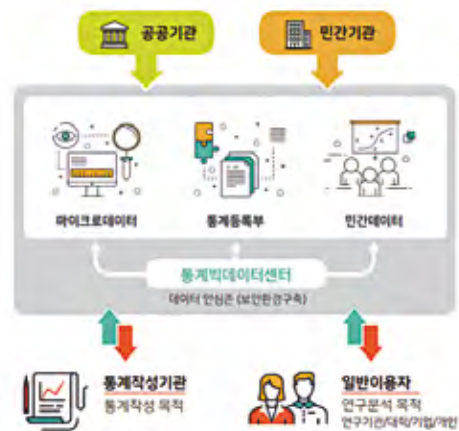 공공기관
민간기관
마이크로데이터
통계등록부
민간데이터
통계빅데이터센터
데이터 안심존 (보안환경구축)
통계작성기관
통계작성 목적
일반이용자
연구분석 목적
연구기관/대학/기업/개인